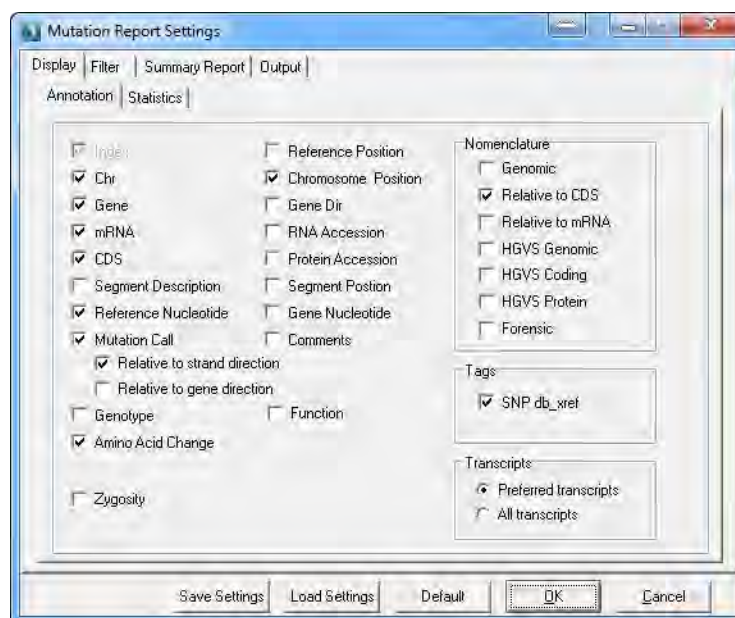 Mutation Report Settings
Display Filter Summary Report Output
Annotation Statistics
Index Reference Position
Chr Chromosome Position
Gene Gene Dir
mRNA RNA Accession
CDS Protein Accession
Segment Description Segment Postion
Reference Nucleotide Gene Nucleotide
Mutation Call Comments
Relative to strand direction
Relative to gene direction
Genotype Function
Amino Acid Change
Zygosity
Nomenclature
Genomic
Relative to CDS
Relative to mRNA
HGVS Genomic
HGVS Coding
HGVS Protein
Forensic
Tags
SNP db_xref
Transcripts
Preferred transcripts
All transcripts
Save Settings Load Settings Default OK Cancel